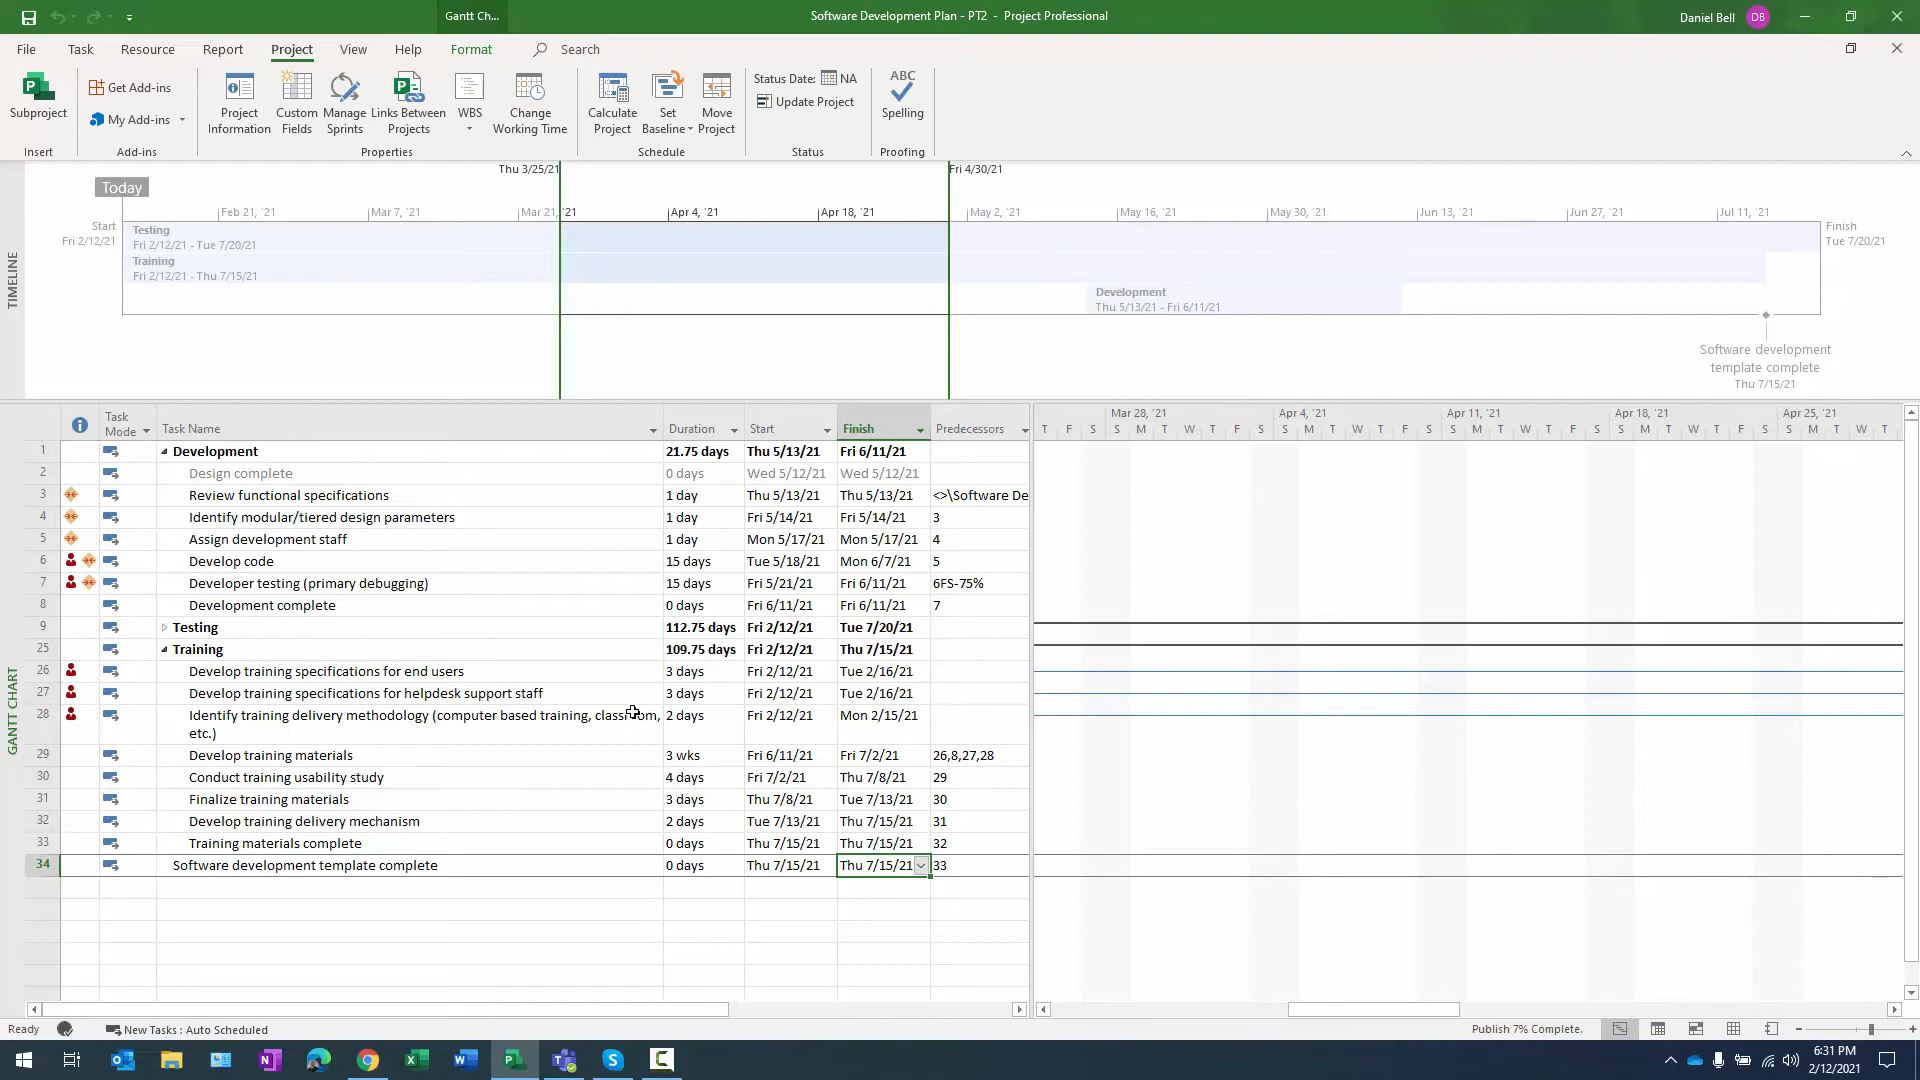 Gantt Ch...
Software Development Plan - PT2 - Project Professional
Daniel Bell
DB
File
Task
Resource
Report
Project
View
Help
Format
Search
Subproject
Get Add-ins
My Add-ins
Project
Information
Custom
Fields
Manage
Sprints
Links Between
Projects
WBS
Change
Working Time
Calculate
Project
Set
Baseline
Move
Project
Status Date:
NA
Update Project
ABC
Spelling
Insert
Add-ins
Properties
Schedule
Status
Proofing
TIMELINE
Thu 3/25/21
Fri 4/30/21
Today
Feb 21, '21
Mar 7, '21
Mar 21, '21
Apr 4, '21
Apr 18, '21
May 2, '21
May 16, '21
May 30, '21
Jun 13, '21
Jun 27, '21
Jul 11, '21
Start
Fri 2/12/21
Testing
Fri 2/12/21 - Tue 7/20/21
Training
Fri 2/12/21 - Thu 7/15/21
Development
Thu 5/13/21 - Fri 6/11/21
Finish
Tue 7/20/21
Software development
template complete
Thu 7/15/21
GANTT CHART
Task
Mode
Task Name
Duration
Start
Finish
Predecessors
Mar 28, '21
Apr 4, '21
Apr 11, '21
Apr 18, '21
Apr 25, '21
T F S S M T W T F S S M T W T F S S M T W T F S S M T W T F S S M T W T
1 Development 21.75 days Thu 5/13/21 Fri 6/11/21
2 Design complete 0 days Wed 5/12/21 Wed 5/12/21
3 Review functional specifications 1 day Thu 5/13/21 Thu 5/13/21 <>\Software De
4 Identify modular/tiered design parameters 1 day Fri 5/14/21 Fri 5/14/21 3
5 Assign development staff 1 day Mon 5/17/21 Mon 5/17/21 4
6 Develop code 15 days Tue 5/18/21 Mon 6/7/21 5
7 Developer testing (primary debugging) 15 days Fri 5/21/21 Fri 6/11/21 6FS-75%
8 Development complete 0 days Fri 6/11/21 Fri 6/11/21 7
9 Testing 112.75 days Fri 2/12/21 Tue 7/20/21
25 Training 109.75 days Fri 2/12/21 Thu 7/15/21
26 Develop training specifications for end users 3 days Fri 2/12/21 Tue 2/16/21
27 Develop training specifications for helpdesk support staff 3 days Fri 2/12/21 Tue 2/16/21
28 Identify training delivery methodology (computer based training, classroom, 2 days Fri 2/12/21 Mon 2/15/21
etc.)
29 Develop training materials 3 wks Fri 6/11/21 Fri 7/2/21 26,8,27,28
30 Conduct training usability study 4 days Fri 7/2/21 Thu 7/8/21 29
31 Finalize training materials 3 days Thu 7/8/21 Tue 7/13/21 30
32 Develop training delivery mechanism 2 days Tue 7/13/21 Thu 7/15/21 31
33 Training materials complete 0 days Thu 7/15/21 Thu 7/15/21 32
34 Software development template complete 0 days Thu 7/15/21 Thu 7/15/21 33
Ready
New Tasks : Auto Scheduled
Publish 7% Complete.
6:31 PM
2/12/2021